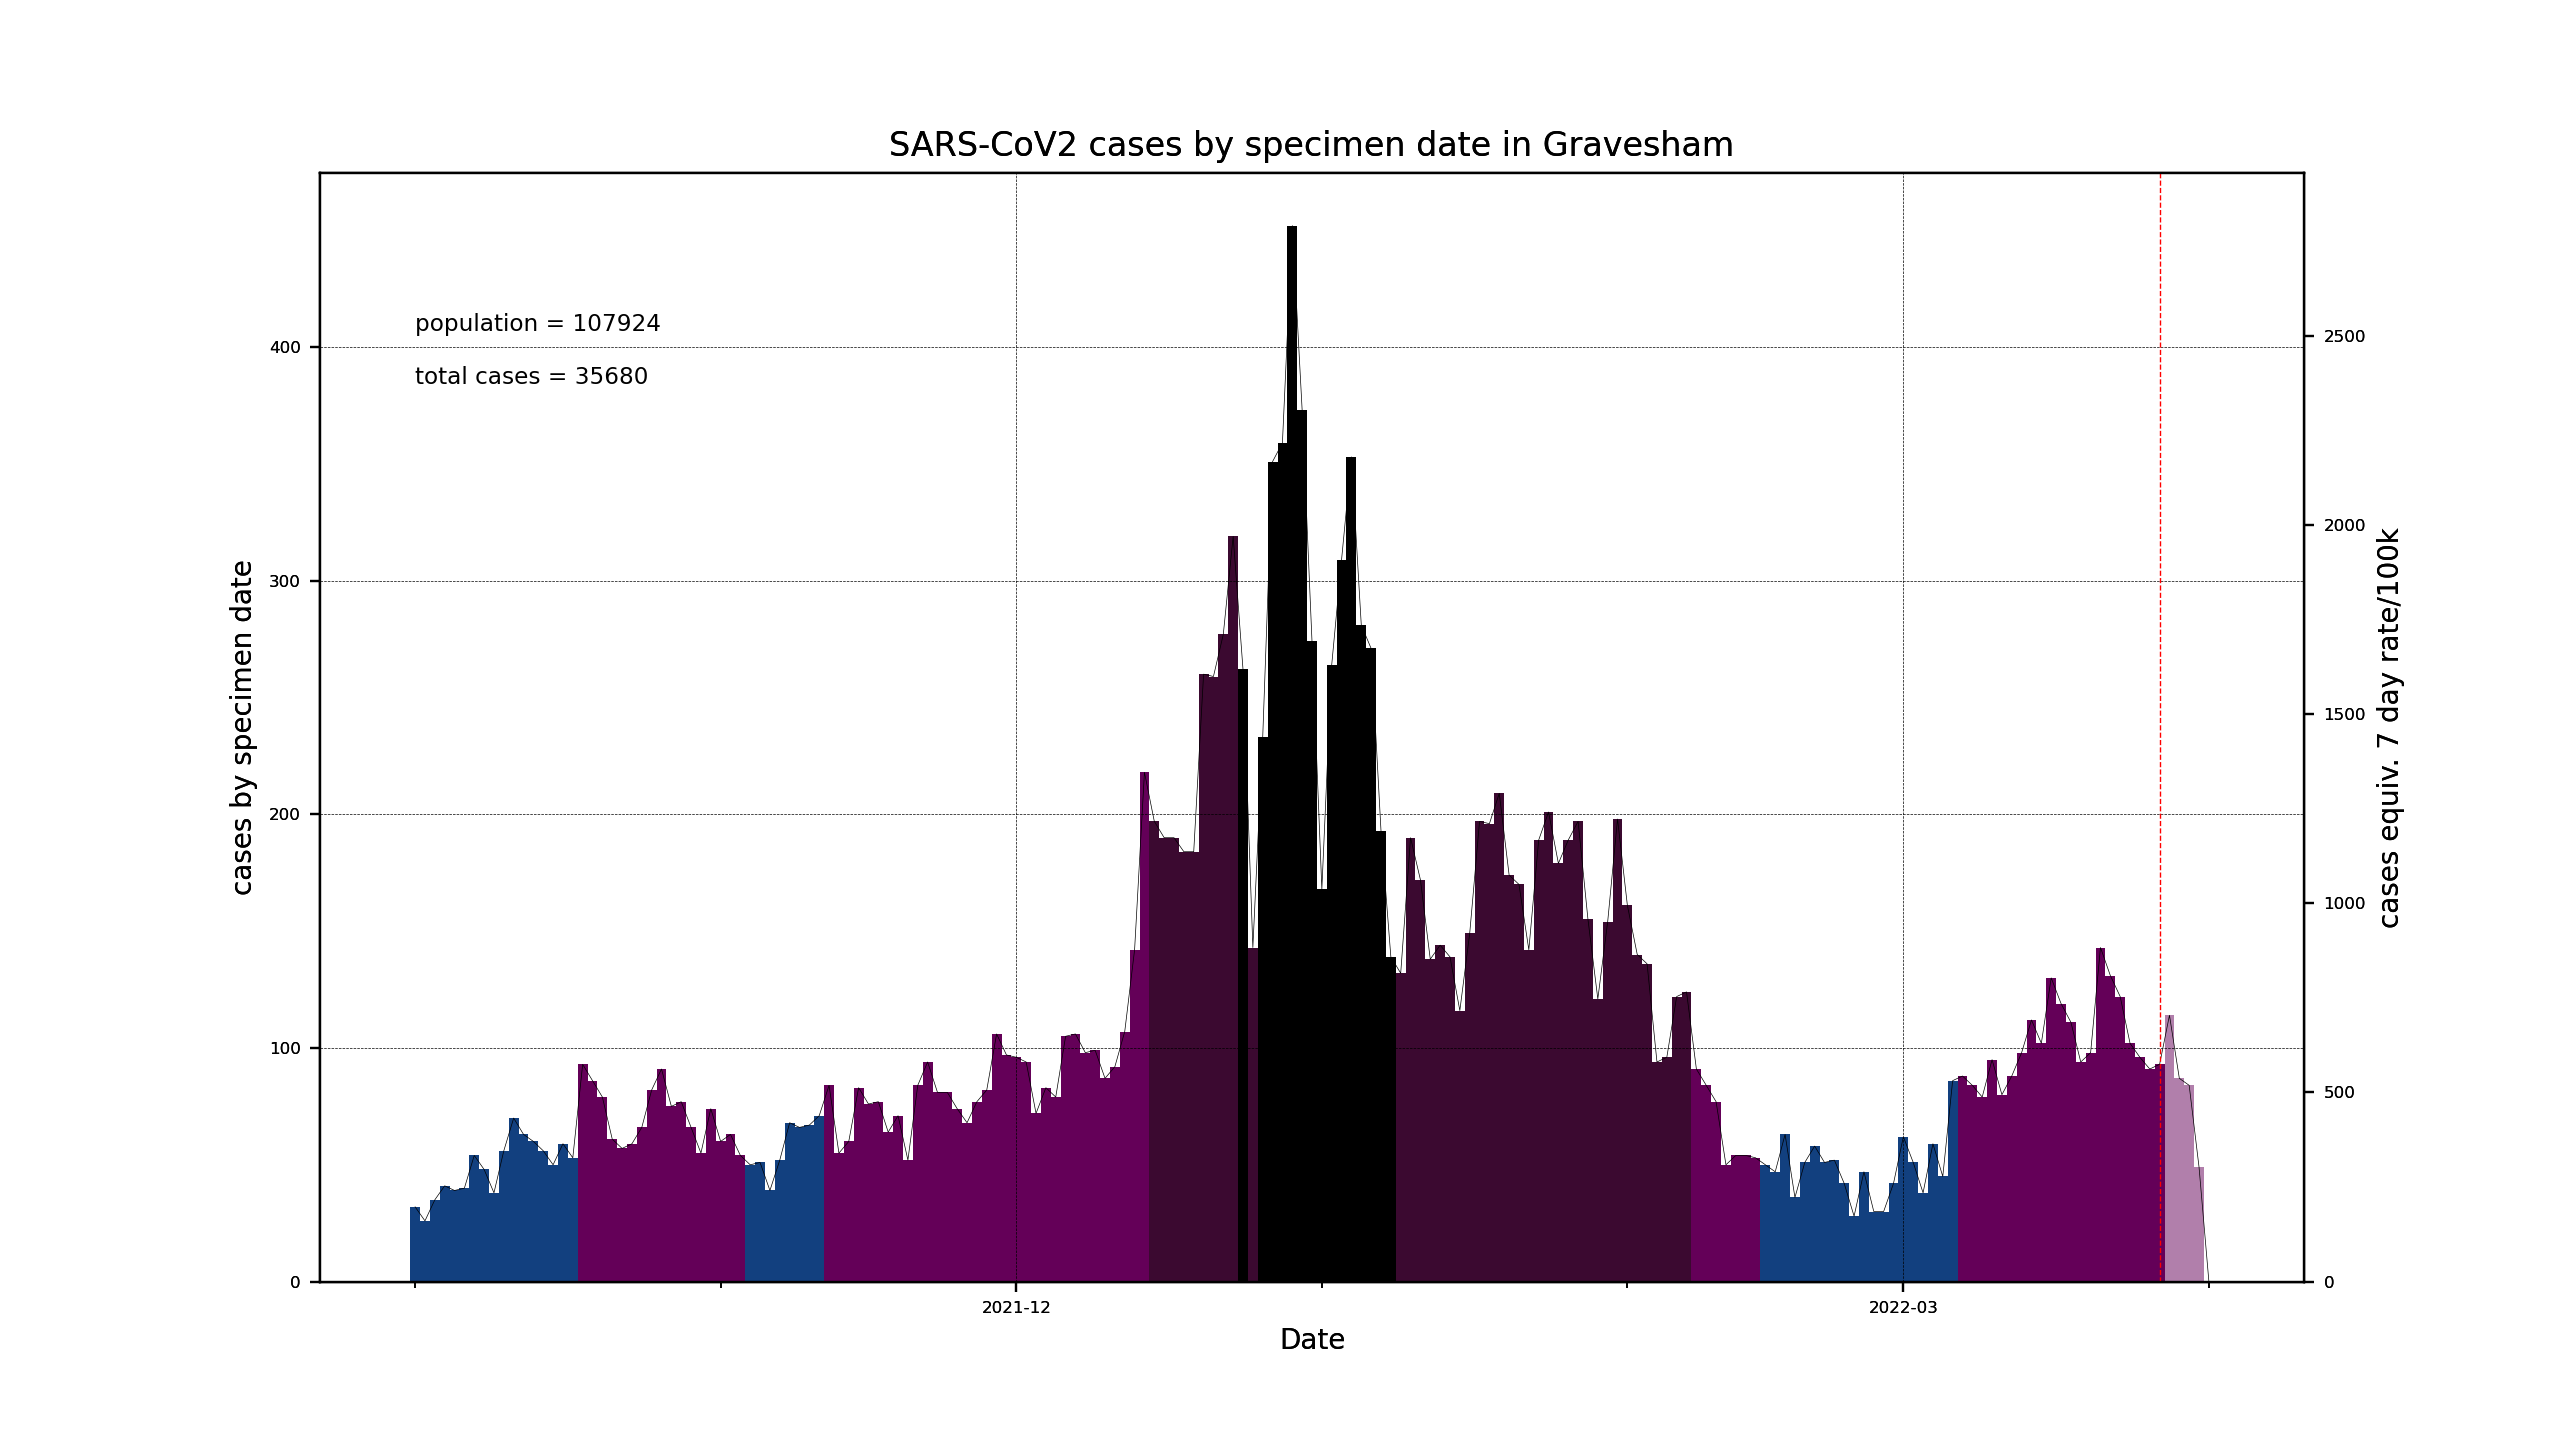 SARS-CoV2 cases by specimen date in Gravesham
population = 107924
total cases = 35680
cases by specimen date
400
300
200
100
0
2500
2000
1500
1000
500
0
cases equiv. 7 day rate/100k
2021-12
2022-03
Date